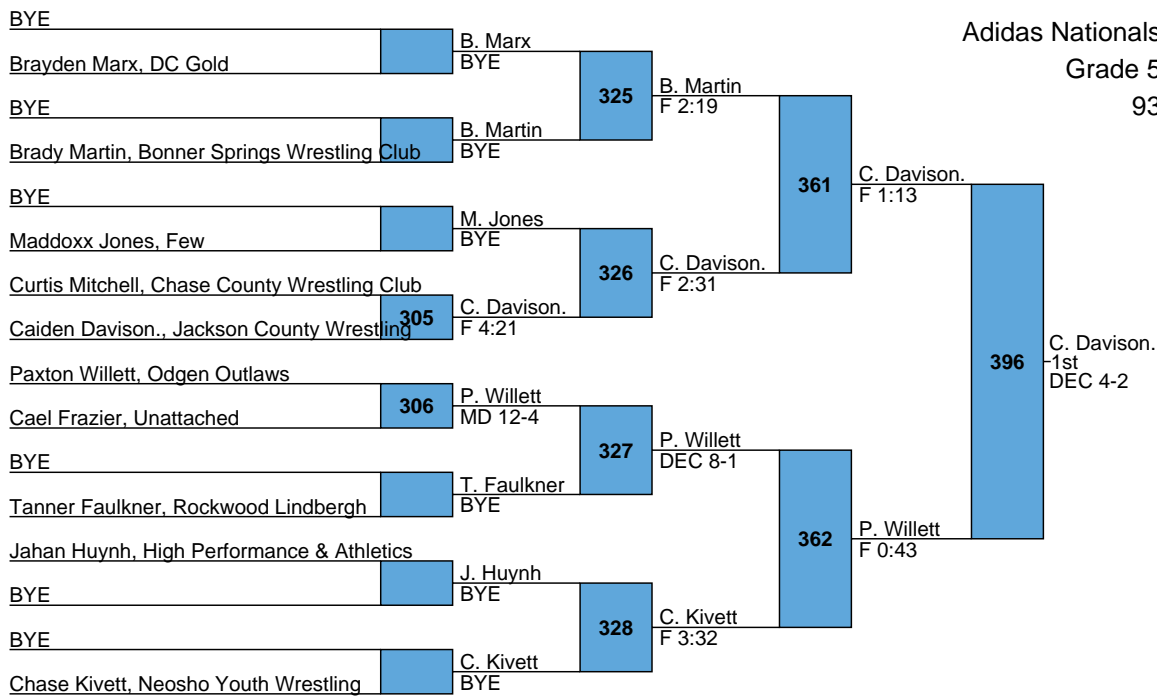 Adidas Nationals
Grade 5
93
BYE
Brayden Marx, DC Gold
BYE
Brady Martin, Bonner Springs Wrestling Club
BYE
Maddoxx Jones, Few
Curtis Mitchell, Chase County Wrestling Club
305
Caiden Davison., Jackson County Wrestling
Paxton Willett, Odgen Outlaws
306
Cael Frazier, Unattached
BYE
Tanner Faulkner, Rockwood Lindbergh
Jahan Huynh, High Performance & Athletics
BYE
BYE
Chase Kivett, Neosho Youth Wrestling
B. Marx
BYE
325
B. Martin
BYE
M. Jones
BYE
326
C. Davison.
F 4:21
P. Willett
MD 12-4
327
T. Faulkner
BYE
J. Huynh
BYE
328
C. Kivett
BYE
B. Martin
F 2:19
361
C. Davison.
F 2:31
P. Willett
DEC 8-1
362
C. Kivett
F 3:32
C. Davison.
F 1:13
396
P. Willett
F 0:43
C. Davison.
1st
DEC 4-2